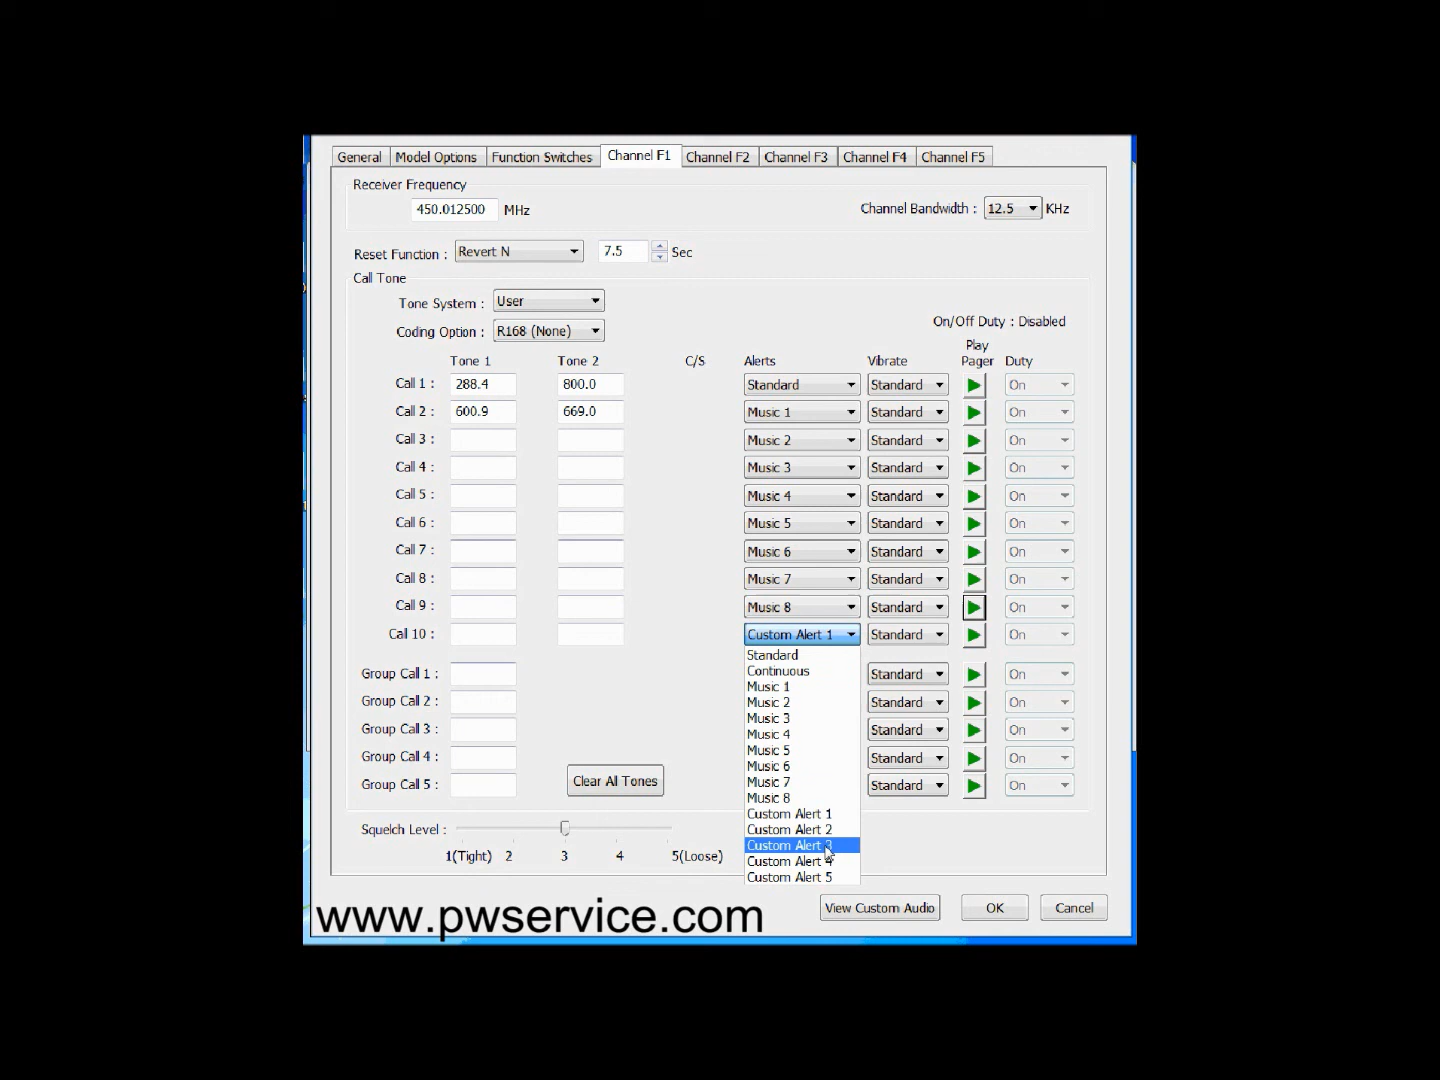 General Model Options Function Switches Channel F1 Channel F2 Channel F3 Channel F4 Channel F5
Receiver Frequency
450.012500 MHz Channel Bandwidth : 12.5 KHz
Reset Function : Revert N 7.5 Sec
Call Tone
Tone System : User
On/Off Duty : Disabled
Coding Option : R168 (None)
Play
Tone 1 Tone 2 C/S Alerts Vibrate Pager Duty
Call 1 : 288.4 800.0 Standard Standard On
Call 2 : 600.9 669.0 Music 1 Standard On
Call 3 : Music 2 Standard On
Call 4 : Music 3 Standard On
Call 5 : Music 4 Standard On
Call 6 : Music 5 Standard On
Call 7 : Music 6 Standard On
Call 8 : Music 7 Standard On
Call 9 : Music 8 Standard On
Call 10 : Custom Alert 1 Standard On
Standard
Continuous
Group Call 1 : Standard On
Music 1
Group Call 2 : Music 2 Standard On
Music 3
Group Call 3 : Music 4 Standard On
Music 5
Group Call 4 : Music 6 Standard On
Group Call 5 : Clear All Tones Music 7 Standard On
Music 8
Custom Alert 1
Squelch Level : Custom Alert 2
Custom Alert 3
1(Tight) 2 3 4 5(Loose) Custom Alert 4
Custom Alert 5
www.pwservice.com View Custom Audio OK Cancel